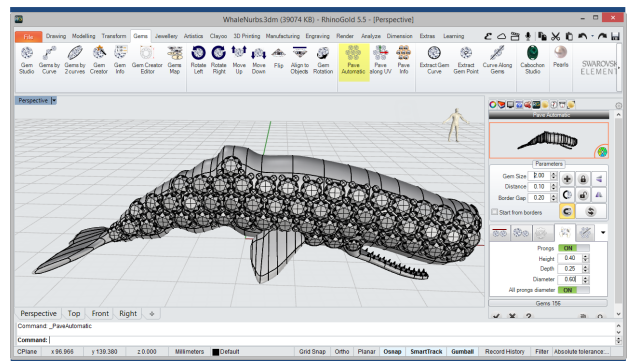 WhaleNurbs.3dm (39074 KB) - RhinoGold 5.5 - [Perspective]
File Drawing Modelling Transform Gems Jewellery Artistica Clayoo 3D Printing Manufacturing Engraving Render Analyze Dimension Extras Learning
Gem Studio Gems by Curve Gems by 2 curves Gem Creator Gem Info Gem Creator Editor Gems Map Rotate Left Rotate Right Move Up Move Down Flip Align to Objects Gem Rotation Pave Automatic Pave along UV Pave Info Extract Gem Curve Extract Gem Point Curve Along Gems Cabochon Studio Pearls SWAROVSK
ELEMEN
Perspective
Pave Automatic
Parameters
Gem Size 2.00
Distance 0.10
Border Gap 0.20
Start from borders
Prongs ON
Height 0.40
Depth 0.25
Diameter 0.60
All prongs diameter ON
Gems 156
Perspective Top Front Right
Command: _PaveAutomatic
Command:
CPlane x 96.966 y 139.380 z 0.000 Millimeters Default Grid Snap Ortho Planar Osnap SmartTrack Gumball Record History Filter Absolute tolerance:...